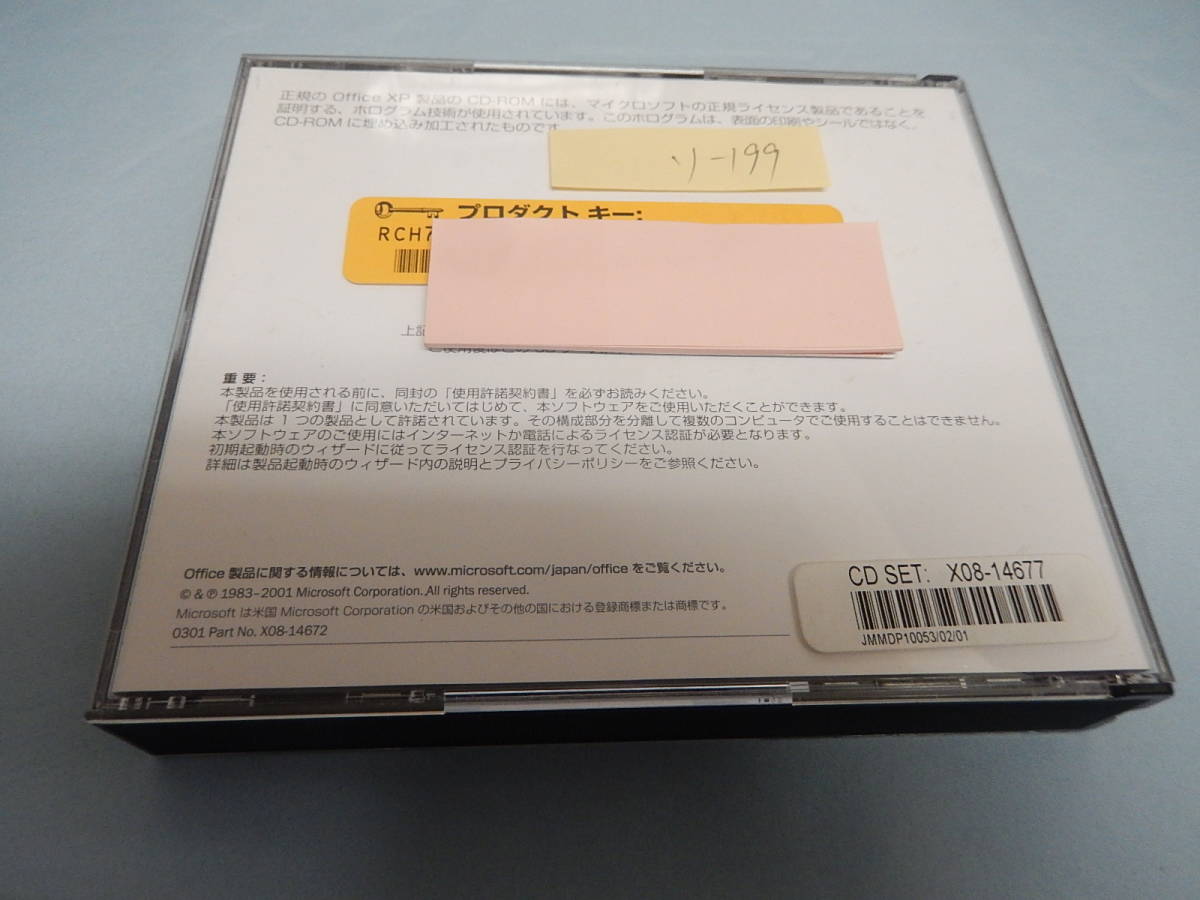 正規の Office XP 製品の CD-ROM には、マイクロソフトの正規ライセンス製品であることを
証明する、ホログラム技術が使用されています。このホログラムは、表面の印刷やシールではなく、
CD-ROM に埋め込み加工されたものです。
ソ-199
プロダクト キー:
RCH7
上記
重要:
本製品を使用される前に、同封の「使用許諾契約書」を必ずお読みください。
「使用許諾契約書」に同意いただいてはじめて、本ソフトウェアをご使用いただくことができます。
本製品は 1 つの製品として許諾されています。その構成部分を分離して複数のコンピュータでご使用することはできません。
本ソフトウェアのご使用にはインターネットか電話によるライセンス認証が必要となります。
初期起動時のウィザードに従ってライセンス認証を行なってください。
詳細は製品起動時のウィザード内の説明とプライバシーポリシーをご参照ください。
Office 製品に関する情報については、www.microsoft.com/japan/office をご覧ください。
© & ℗ 1983-2001 Microsoft Corporation. All rights reserved.
Microsoft は米国 Microsoft Corporation の米国およびその他の国における登録商標または商標です。
0301 Part No. X08-14672
CD SET: X08-14677
JMMDP10053/02/01